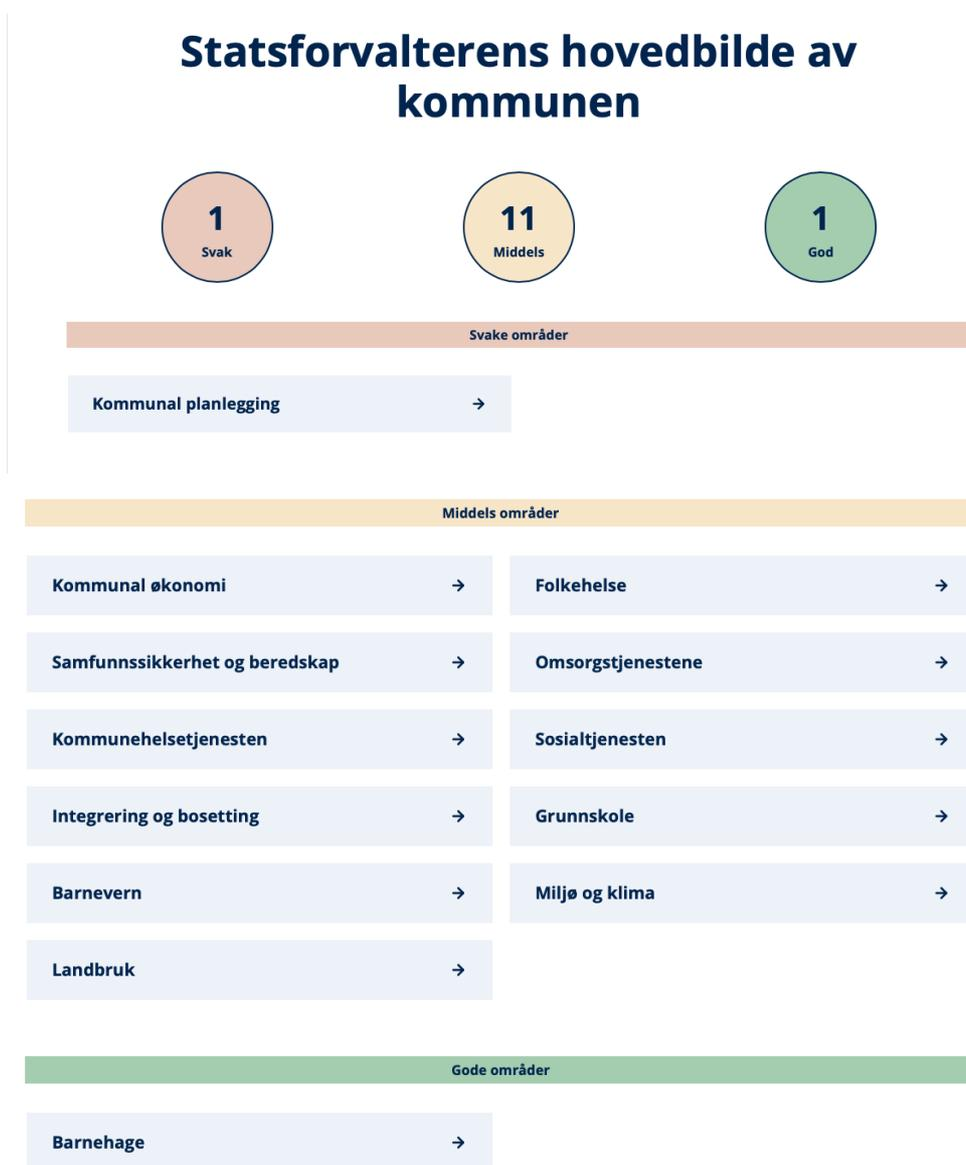 Statsforvalterens hovedbilde av
kommunen
1
Svak
11
Middels
1
God
Svake områder
Kommunal planlegging →
Middels områder
Kommunal økonomi →
Folkehelse →
Samfunnssikkerhet og beredskap →
Omsorgstjenestene →
Kommunehelsetjenesten →
Sosialtjenesten →
Integrering og bosetting →
Grunnskole →
Barnevern →
Miljø og klima →
Landbruk →
Gode områder
Barnehage →